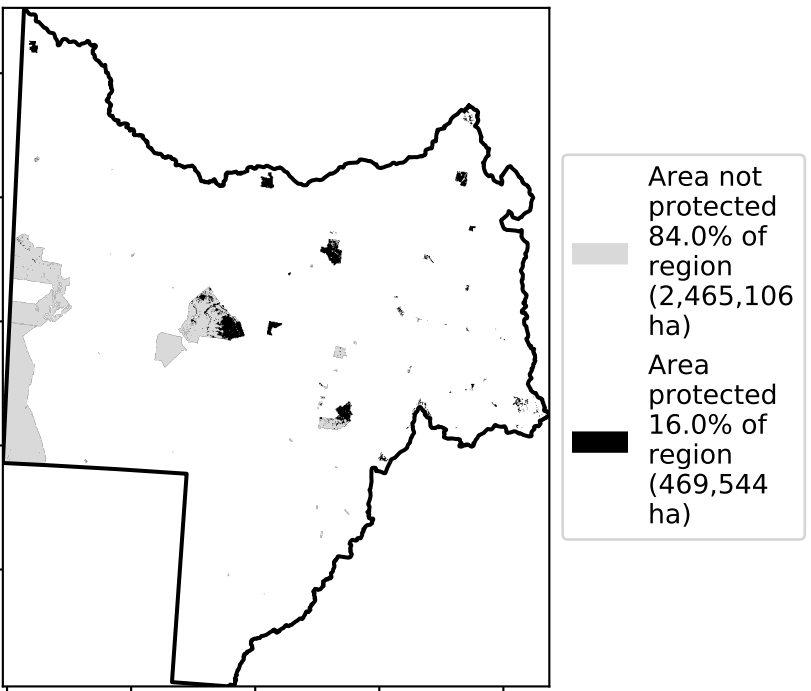 Area not
protected
84.0% of
region
(2,465,106
ha)
Area
protected
16.0% of
region
(469,544
ha)